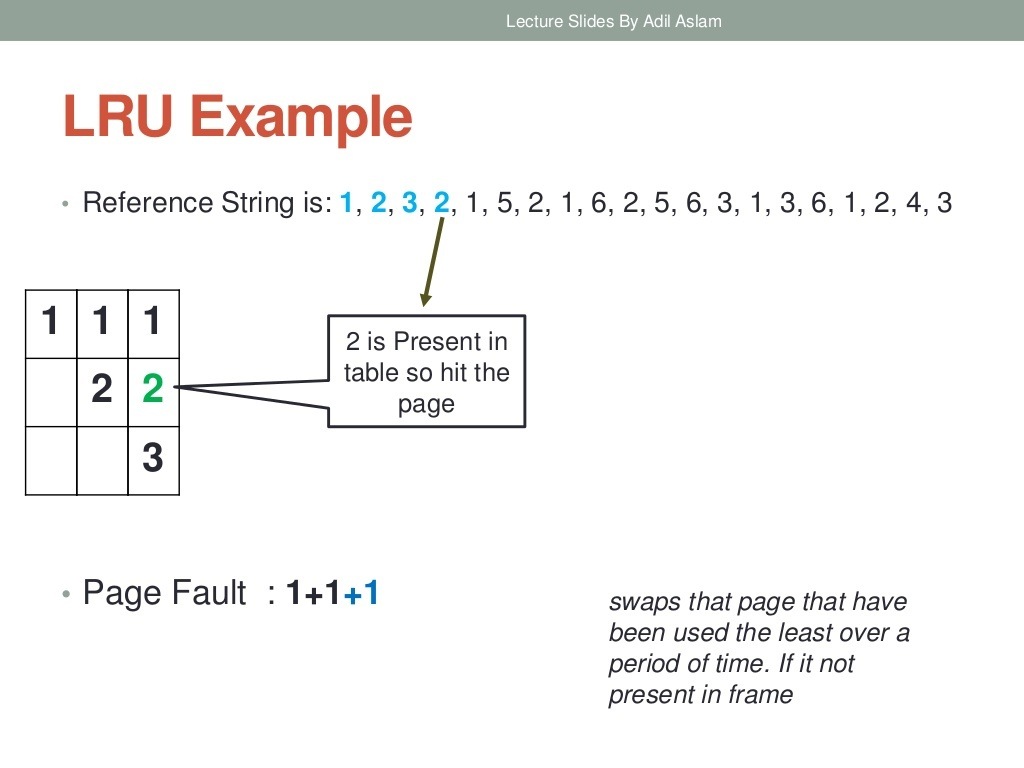 Lecture Slides By Adil Aslam
LRU Example
• Reference String is: 1, 2, 3, 2, 1, 5, 2, 1, 6, 2, 5, 6, 3, 1, 3, 6, 1, 2, 4, 3
1 1 1
2 2
3
2 is Present in
table so hit the
page
• Page Fault : 1+1+1
swaps that page that have
been used the least over a
period of time. If it not
present in frame